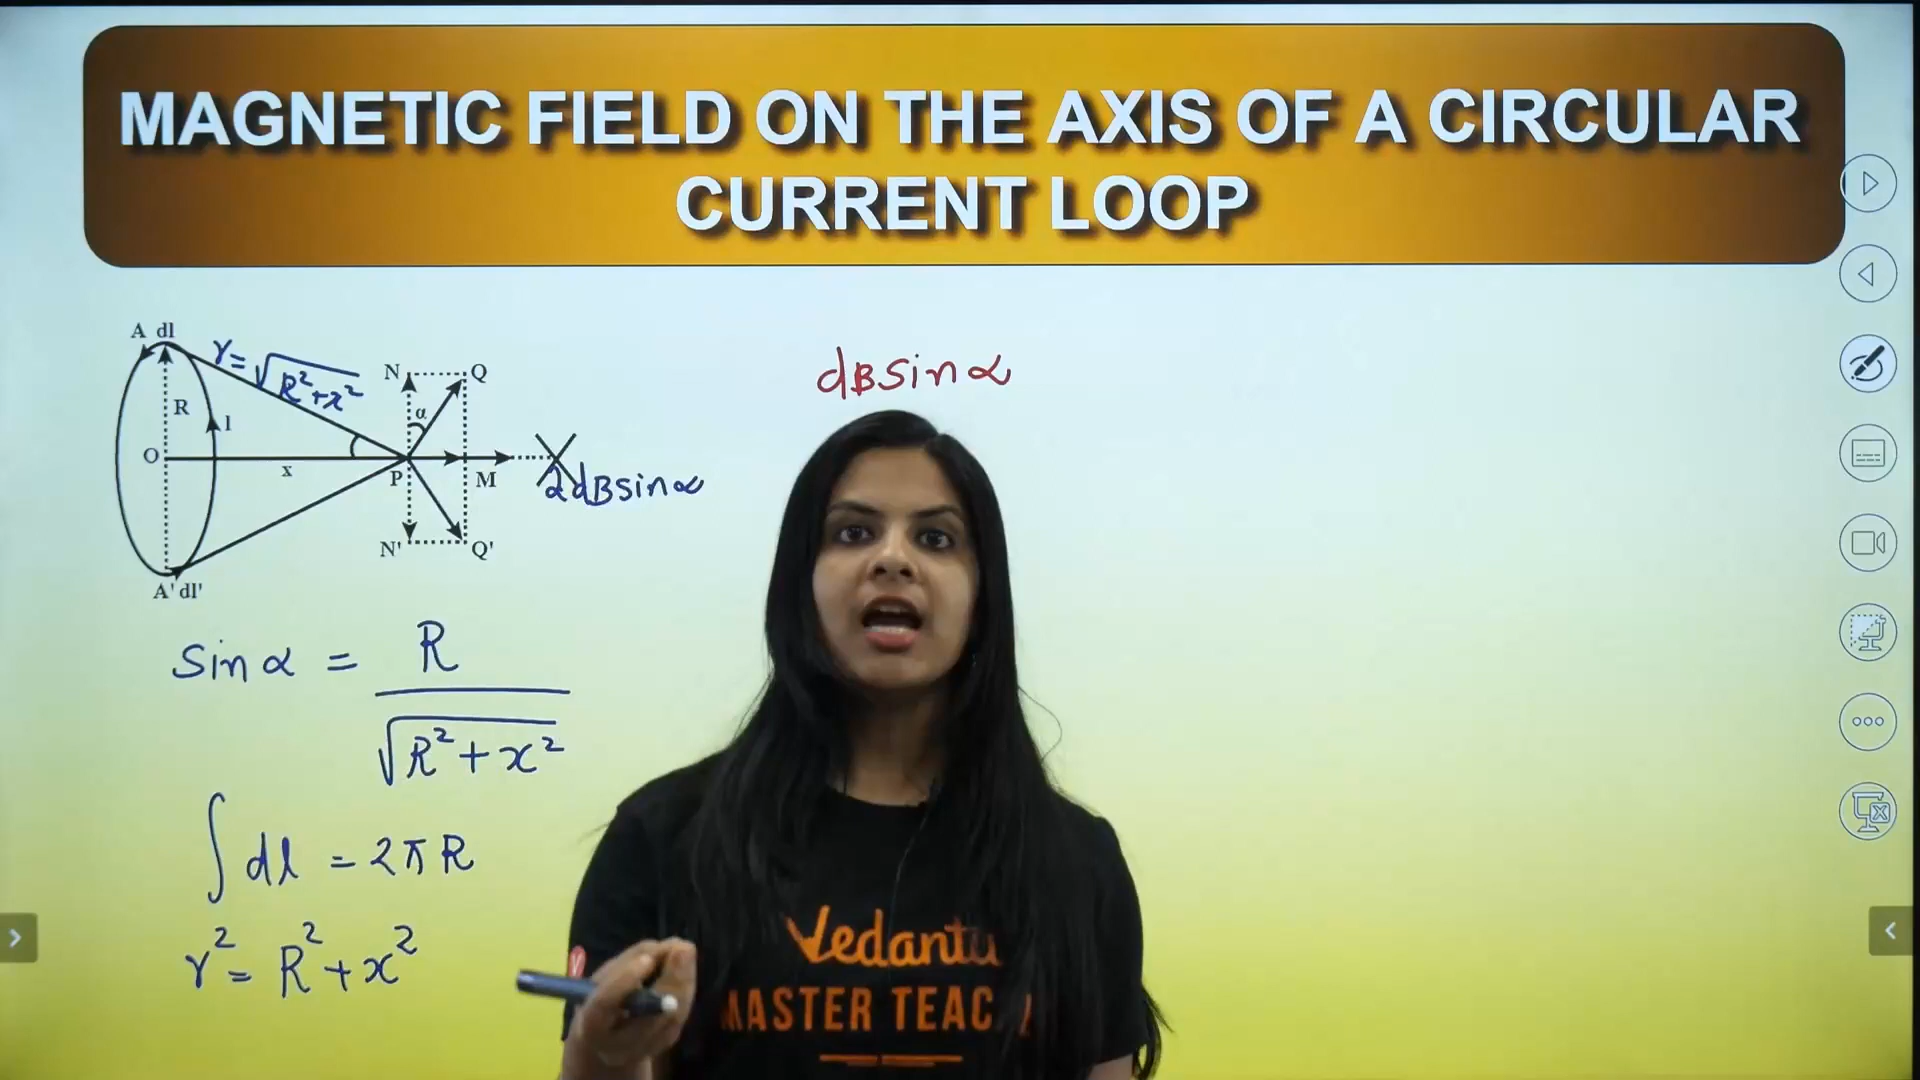 MAGNETIC FIELD ON THE AXIS OF A CIRCULAR
CURRENT LOOP
A dl
r = √R²+x²
N
Q
α
R
I
O
x
P
M
2dBsinα
N'
Q'
A' dl'
dBsinα
Sinα = R / √R²+x²
∫dl = 2πR
r² = R²+x²
Vedantu
MASTER TEAC